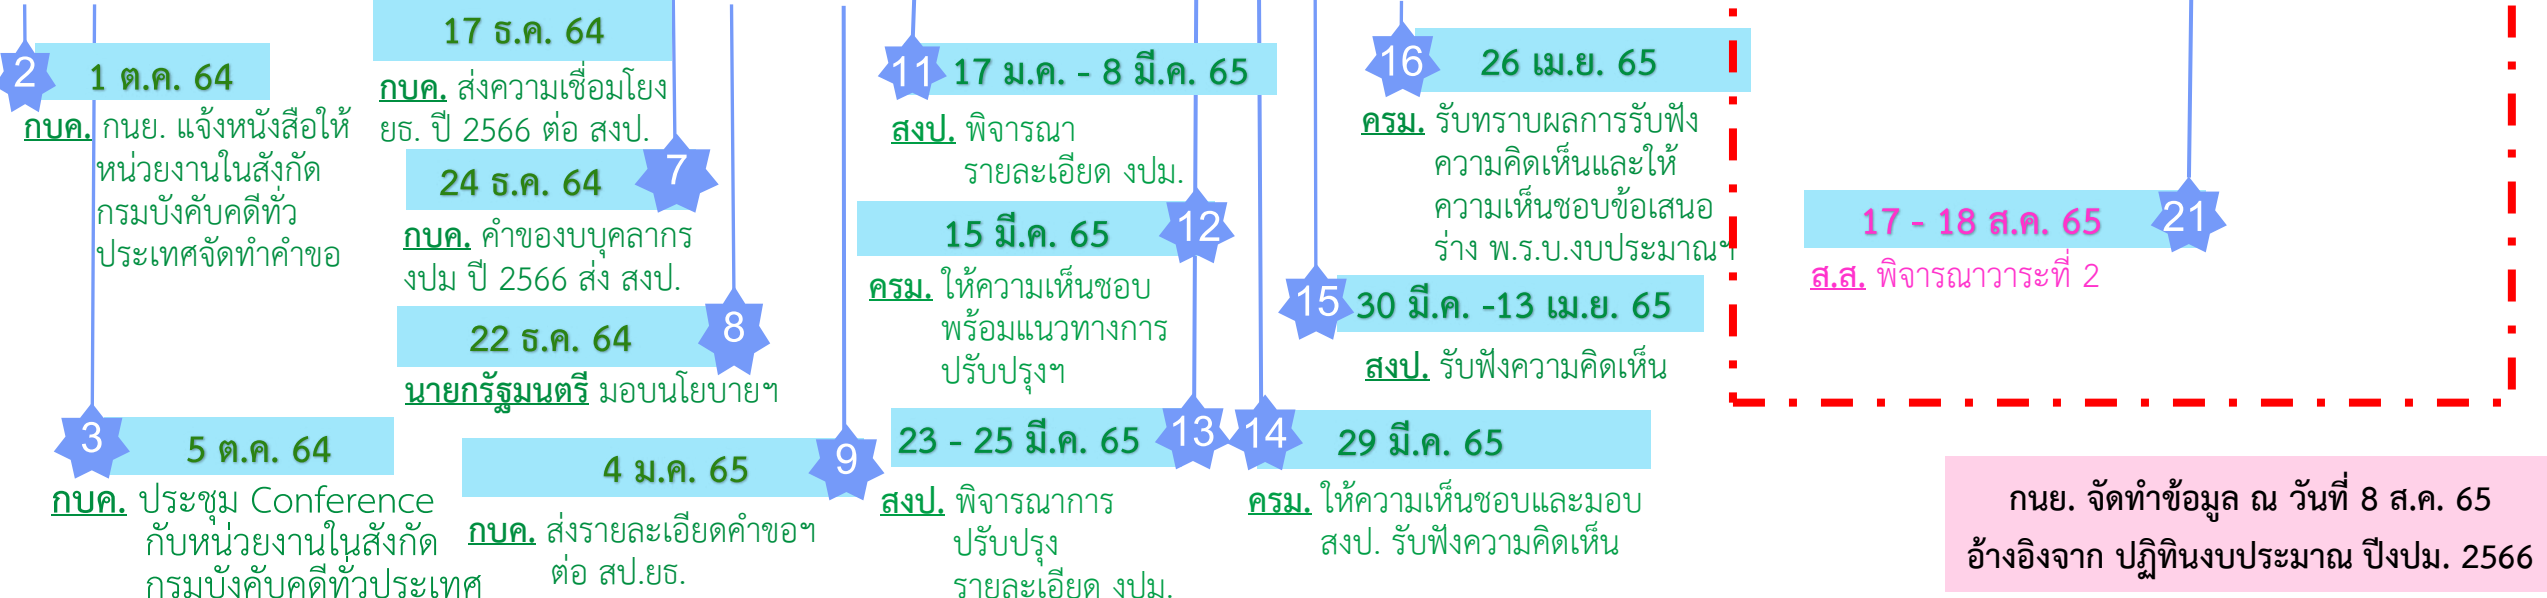 2
1 ต.ค. 64
กบค. กนย. แจ้งหนังสือให้
หน่วยงานในสังกัด
กรมบังคับคดีทั่ว
ประเทศจัดทำคำขอ
3
5 ต.ค. 64
กบค. ประชุม Conference
กับหน่วยงานในสังกัด
กรมบังคับคดีทั่วประเทศ
17 ธ.ค. 64
กบค. ส่งความเชื่อมโยง
ยธ. ปี 2566 ต่อ สงป.
24 ธ.ค. 64
7
กบค. คำของบบุคลากร
งปม ปี 2566 ส่ง สงป.
22 ธ.ค. 64
8
นายกรัฐมนตรี มอบนโยบายฯ
4 ม.ค. 65
9
กบค. ส่งรายละเอียดคำขอฯ
ต่อ สป.ยธ.
11
17 ม.ค. - 8 มี.ค. 65
สงป. พิจารณา
รายละเอียด งปม.
15 มี.ค. 65
12
ครม. ให้ความเห็นชอบ
พร้อมแนวทางการ
ปรับปรุงฯ
23 - 25 มี.ค. 65
13
สงป. พิจารณาการ
ปรับปรุง
รายละเอียด งปม.
14
29 มี.ค. 65
ครม. ให้ความเห็นชอบและมอบ
สงป. รับฟังความคิดเห็น
15
30 มี.ค. -13 เม.ย. 65
สงป. รับฟังความคิดเห็น
16
26 เม.ย. 65
ครม. รับทราบผลการรับฟัง
ความคิดเห็นและให้
ความเห็นชอบข้อเสนอ
ร่าง พ.ร.บ.งบประมาณฯ
17 - 18 ส.ค. 65
21
ส.ส. พิจารณาวาระที่ 2
กนย. จัดทำข้อมูล ณ วันที่ 8 ส.ค. 65
อ้างอิงจาก ปฏิทินงบประมาณ ปีงปม. 2566